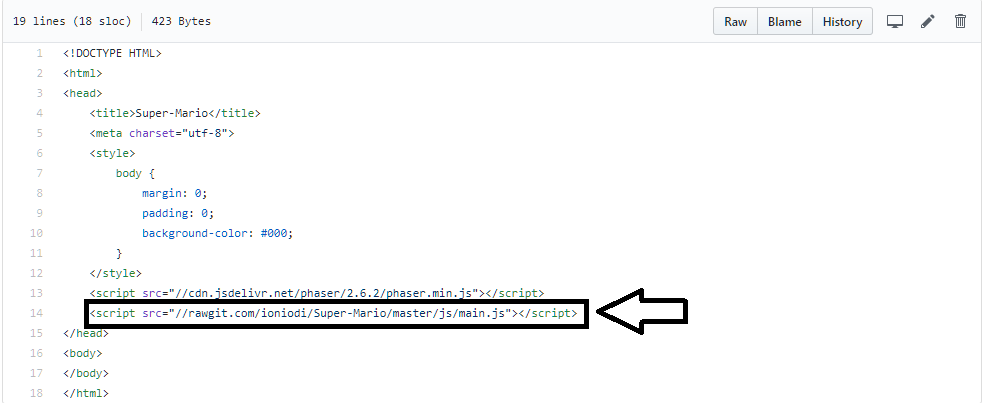 19 lines (18 sloc) 423 Bytes Raw Blame History
1 <!DOCTYPE HTML>
2 <html>
3 <head>
4     <title>Super-Mario</title>
5     <meta charset="utf-8">
6     <style>
7         body {
8             margin: 0;
9             padding: 0;
10             background-color: #000;
11         }
12     </style>
13     <script src="//cdn.jsdelivr.net/phaser/2.6.2/phaser.min.js"></script>
14     <script src="//rawgit.com/ioniodi/Super-Mario/master/js/main.js"></script>
15 </head>
16 <body>
17 </body>
18 </html>